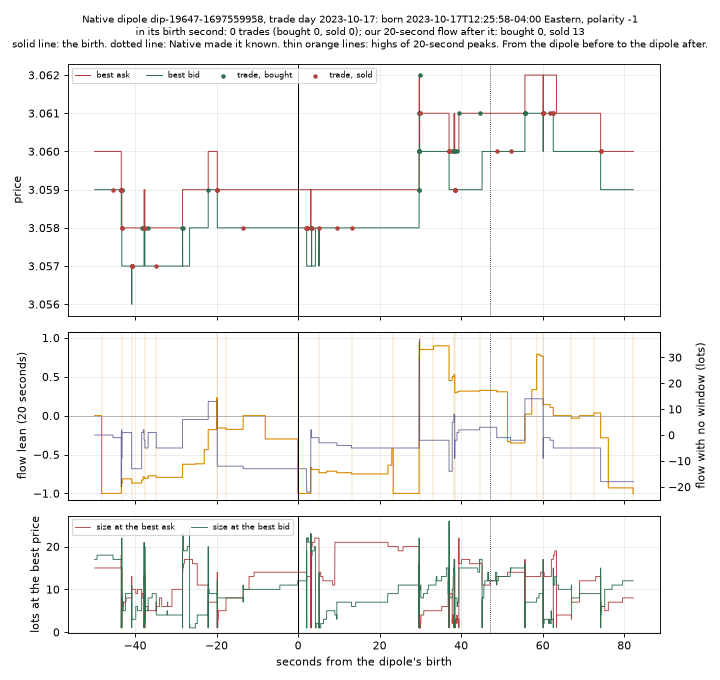 Native dipole dip-19647-1697559958, trade day 2023-10-17: born 2023-10-17T12:25:58-04:00 Eastern, polarity -1
in its birth second: 0 trades (bought 0, sold 0); our 20-second flow after it: bought 0, sold 13
solid line: the birth. dotted line: Native made it known. thin orange lines: highs of 20-second peaks. From the dipole before to the dipole after.
best ask
best bid
trade, bought
trade, sold
3.062
3.061
3.060
3.059
3.058
3.057
3.056
price
1.0
0.5
0.0
−0.5
−1.0
flow lean (20 seconds)
30
20
10
0
−10
−20
flow with no window (lots)
size at the best ask
size at the best bid
20
10
0
lots at the best price
−40
−20
0
20
40
60
80
seconds from the dipole's birth